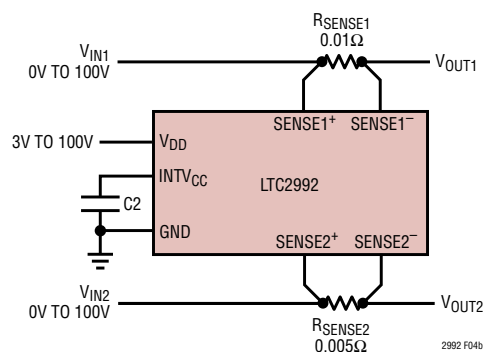 RSENSE1
0.01Ω
VIN1
0V TO 100V
VOUT1
SENSE1+ SENSE1–
3V TO 100V
VDD
INTVCC
LTC2992
C2
GND
SENSE2+ SENSE2–
VIN2
0V TO 100V
VOUT2
RSENSE2
0.005Ω
2992 F04b